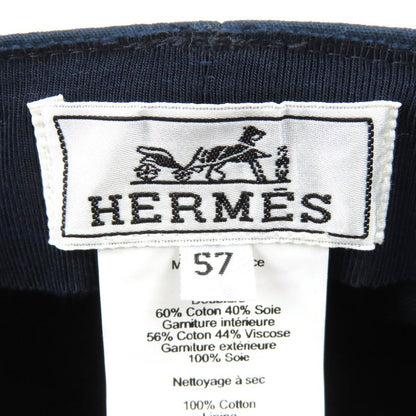 HERMES
57
60% Coton 40% Soie
Garniture intérieure
56% Coton 44% Viscose
Garniture extérieure
100% Soie
Nettoyage à sec
100% Cotton